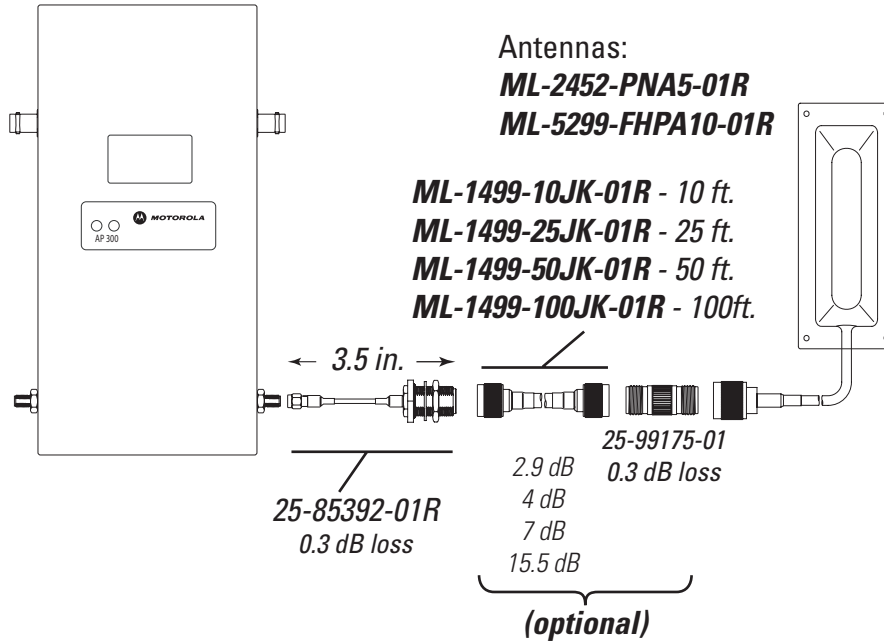 Antennas:
ML-2452-PNA5-01R
ML-5299-FHPA10-01R
ML-1499-10JK-01R - 10 ft.
ML-1499-25JK-01R - 25 ft.
ML-1499-50JK-01R - 50 ft.
ML-1499-100JK-01R - 100ft.
MOTOROLA
AP 300
3.5 in.
25-85392-01R
0.3 dB loss
2.9 dB
4 dB
7 dB
15.5 dB
25-99175-01
0.3 dB loss
(optional)